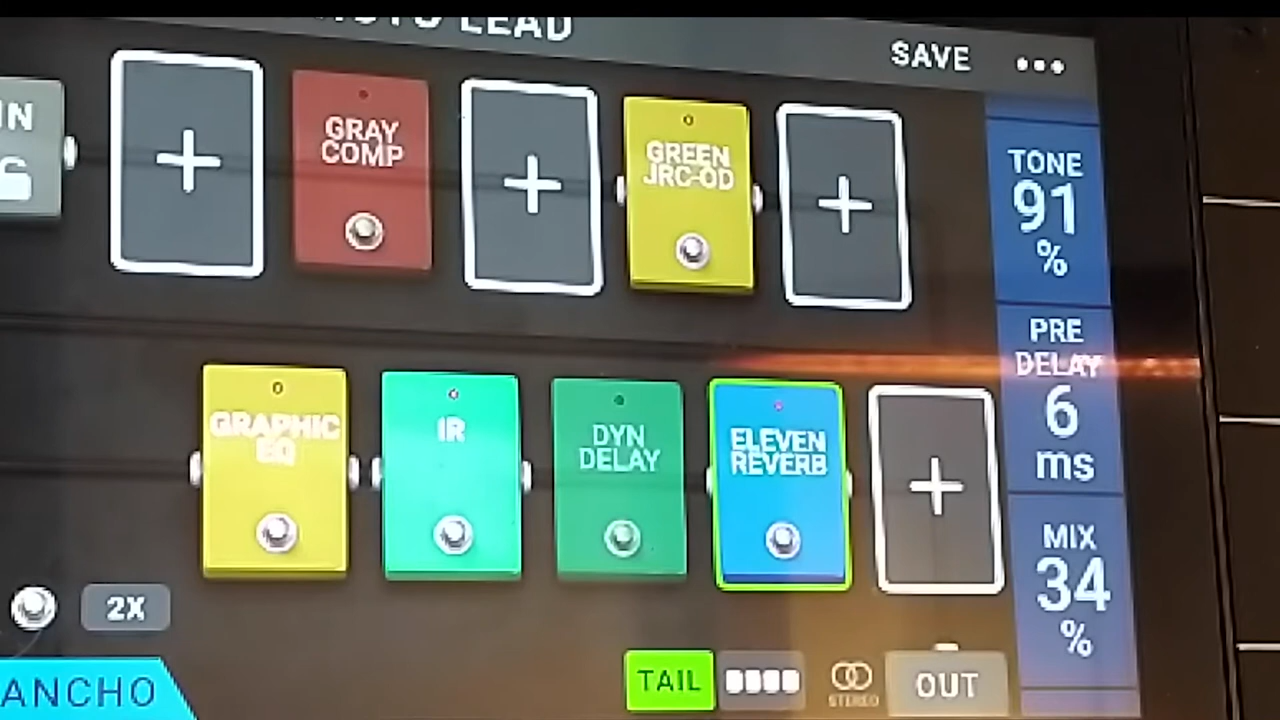 LEAD
SAVE
IN
GRAY
COMP
GREEN
JRC-OD
TONE
91
%
PRE
DELAY
6
ms
GRAPHIC
EQ
IR
DYN
DELAY
ELEVEN
REVERB
MIX
34
%
2X
ANCHO
TAIL
STEREO
OUT